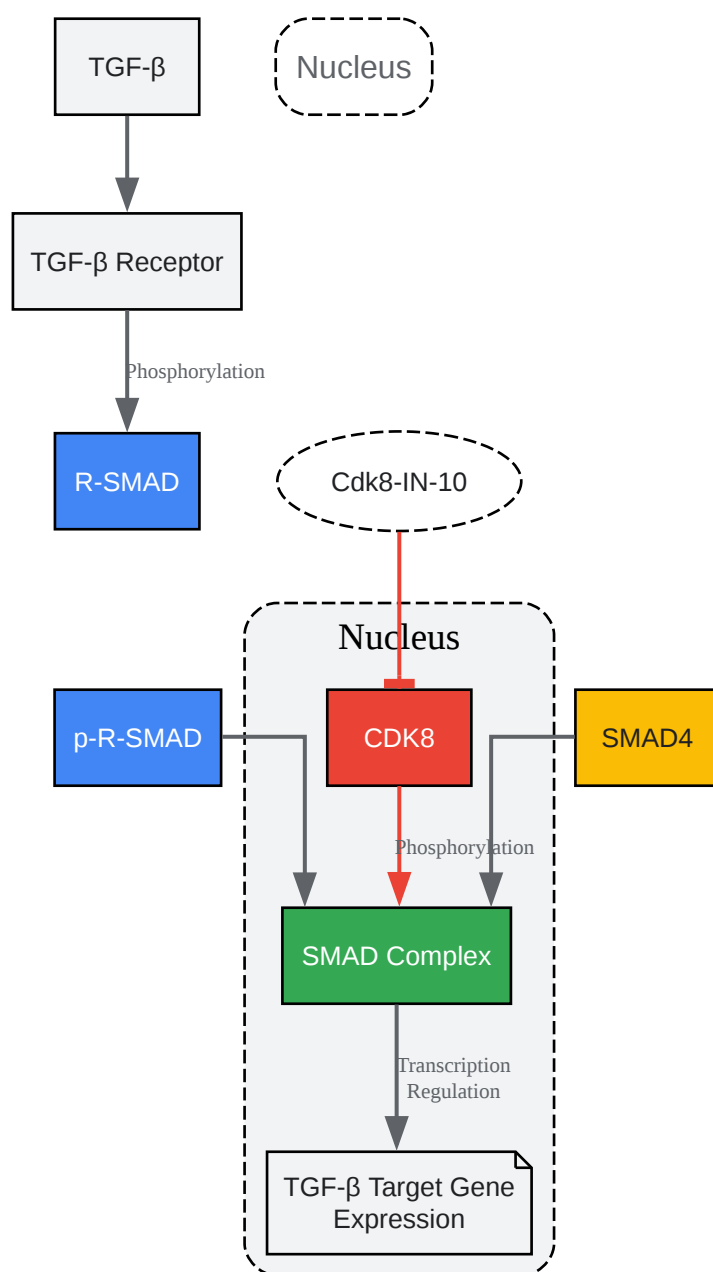 TGF-β
Nucleus
TGF-β Receptor
Phosphorylation
R-SMAD
Cdk8-IN-10
Nucleus
p-R-SMAD
CDK8
SMAD4
Phosphorylation
SMAD Complex
Transcription
Regulation
TGF-β Target Gene
Expression